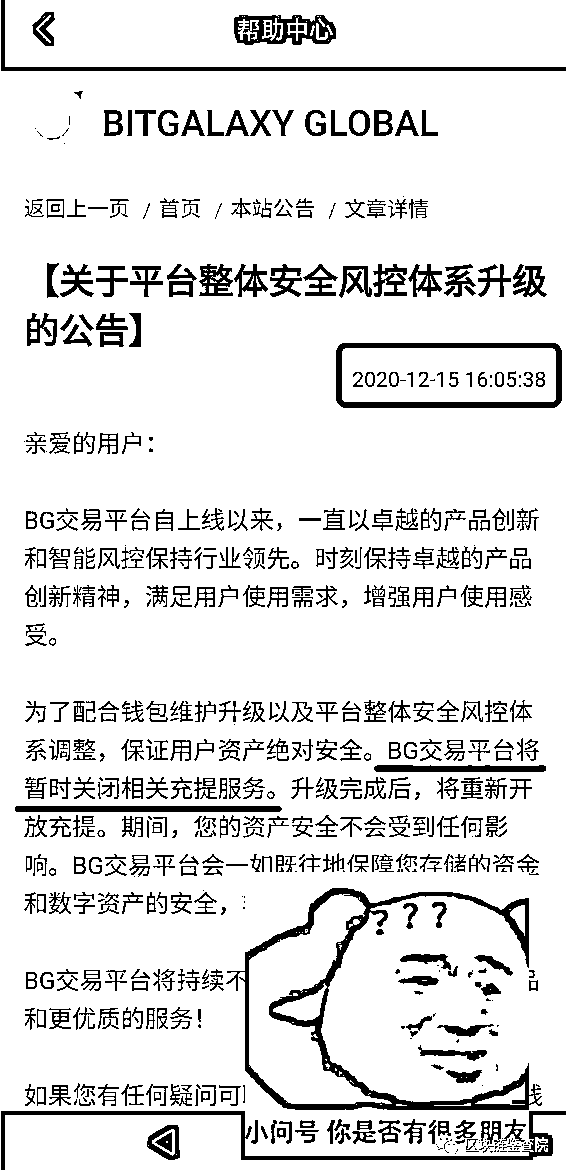 帮助中心
BITGALAXY GLOBAL
返回上一页 / 首页 / 本站公告 / 文章详情
【关于平台整体安全风控体系升级
的公告】
2020-12-15 16:05:38
亲爱的用户：
BG交易平台自上线以来，一直以卓越的产品创新
和智能风控保持行业领先。时刻保持卓越的产品
创新精神，满足用户使用需求，增强用户使用感
受。
为了配合钱包维护升级以及平台整体安全风控体
系调整，保证用户资产绝对安全。BG交易平台将
暂时关闭相关充提服务。升级完成后，将重新开
放充提。期间，您的资产安全不会受到任何影
响。BG交易平台会一如既往地保障您存储的资金
和数字资产的安全，
???
BG交易平台将持续不 品
和更优质的服务！
如果您有任何疑问可 线
小问号 你是否有很多朋友
区块链鉴查院